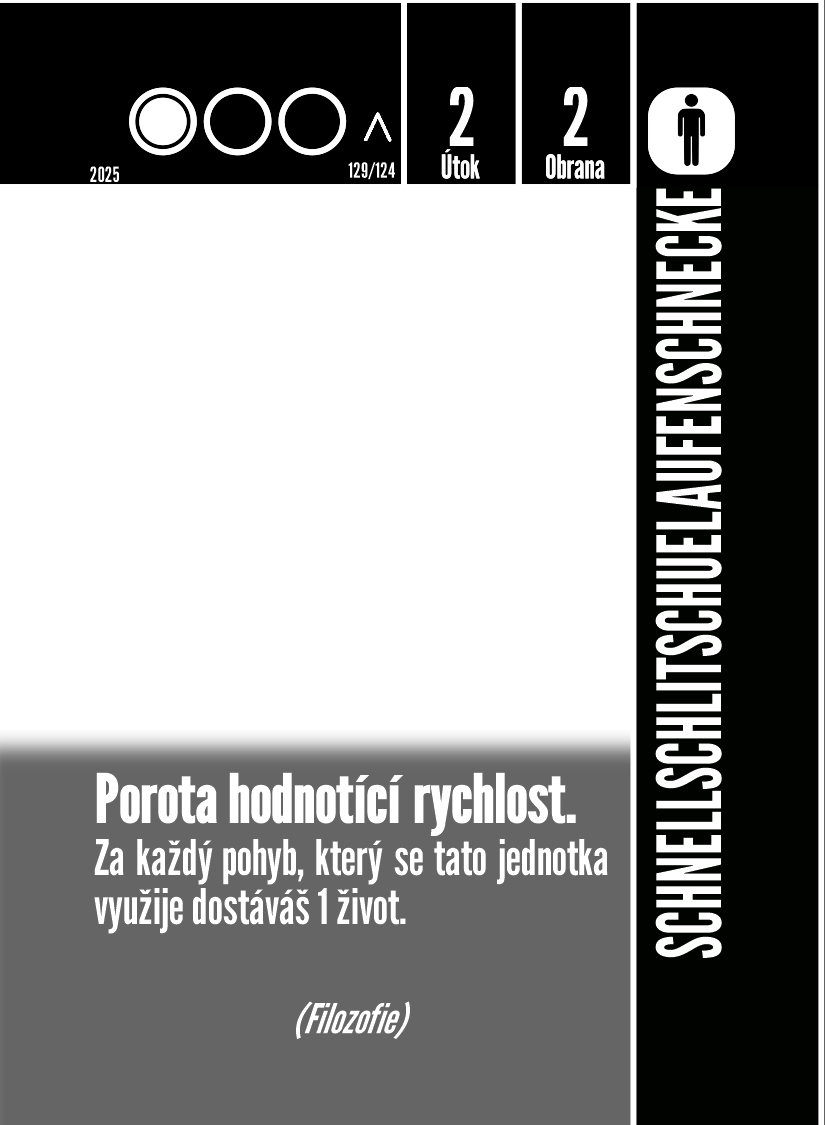 2025
129/124
2
Útok
2
Obrana
SCHNELLSCHLITSCHUELAUFENSCHNECKE
Porota hodnotící rychlost.
Za každý pohyb, který se tato jednotka
využije dostáváš 1 život.
(Filozofie)